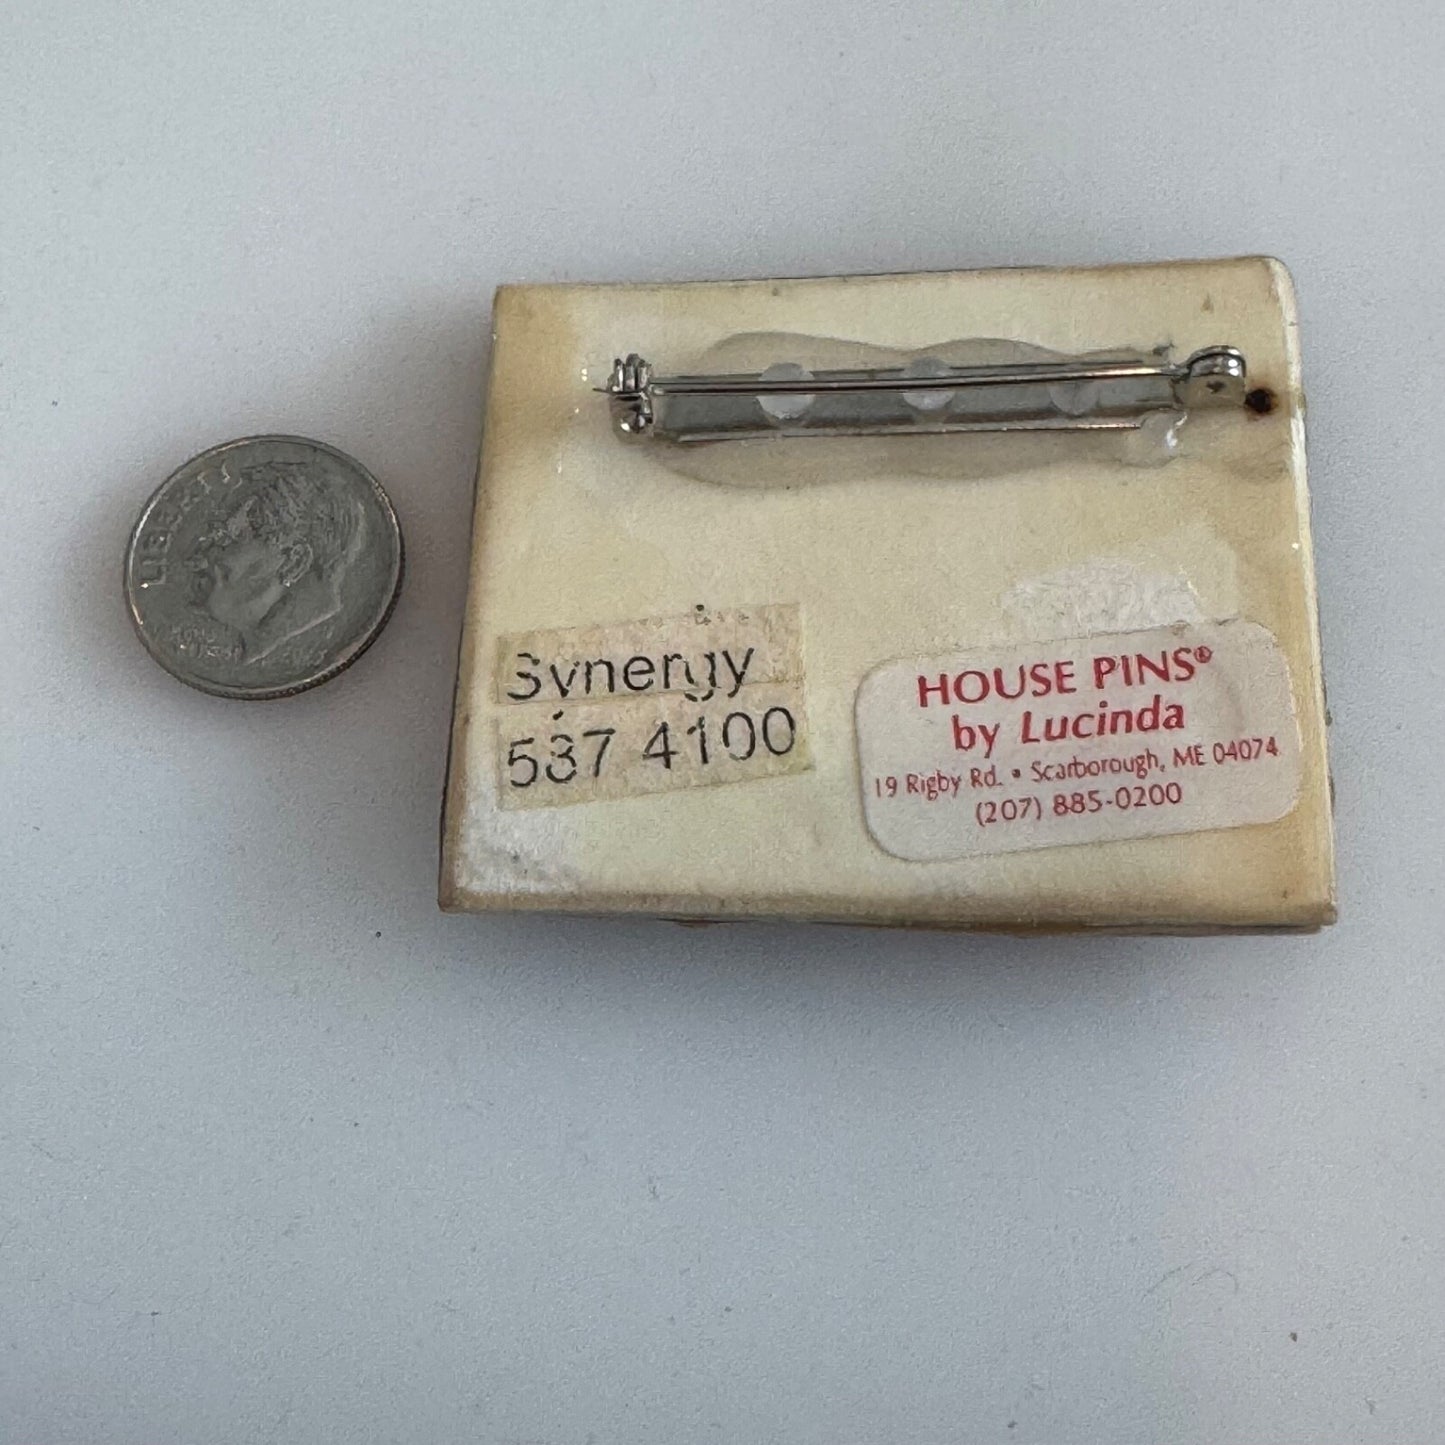 LIBERTY
Synergy
537 4100
HOUSE PINS®
by Lucinda
19 Rigby Rd. • Scarborough, ME 04074
(207) 885-0200